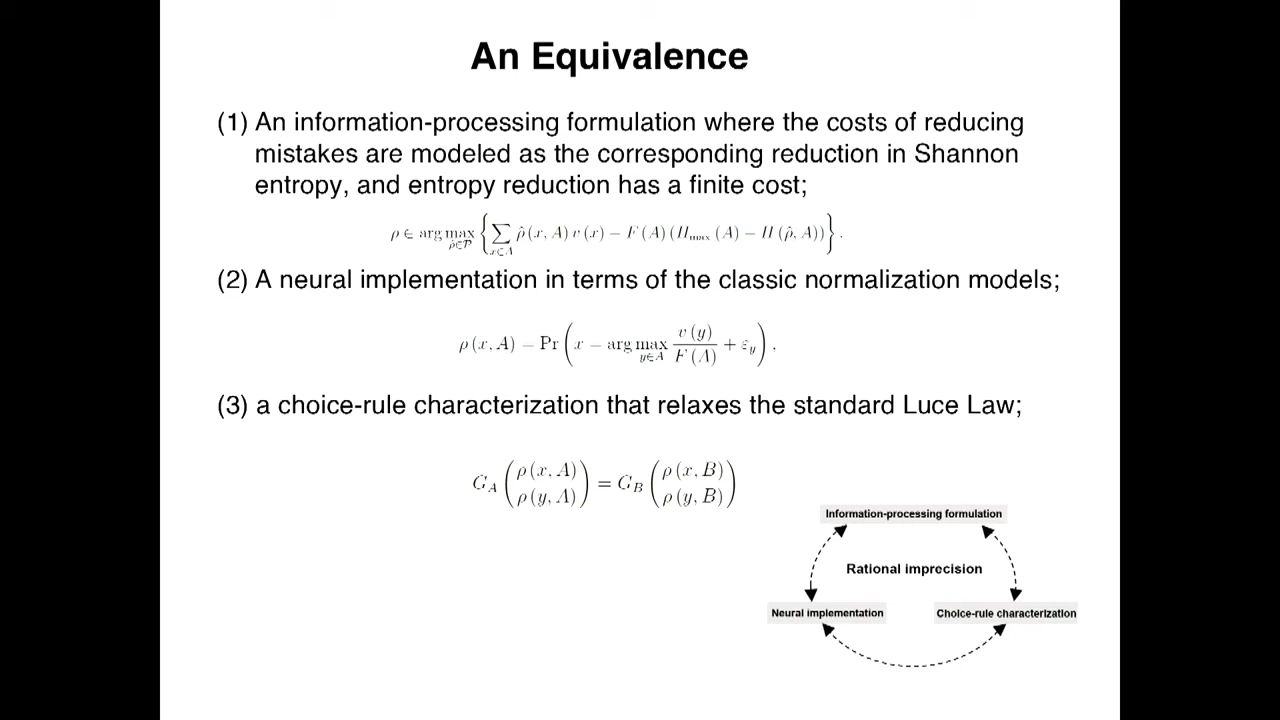 An Equivalence
(1) An information-processing formulation where the costs of reducing
mistakes are modeled as the corresponding reduction in Shannon
entropy, and entropy reduction has a finite cost;
ρ ∈ arg max_{ρ̂∈𝒫} { ∑_{x∈A} ρ̂ (x, A) v (x) − F (A) (H_max (A) − H (ρ̂, A)) } .
(2) A neural implementation in terms of the classic normalization models;
ρ (x, A) = Pr ( x = arg max_{y∈A} v (y) / F (A) + ε_y ) ,
(3) a choice-rule characterization that relaxes the standard Luce Law;
G_A ( ρ (x, A) / ρ (y, A) ) = G_B ( ρ (x, B) / ρ (y, B) )
Information-processing formulation
Rational imprecision
Neural implementation
Choice-rule characterization